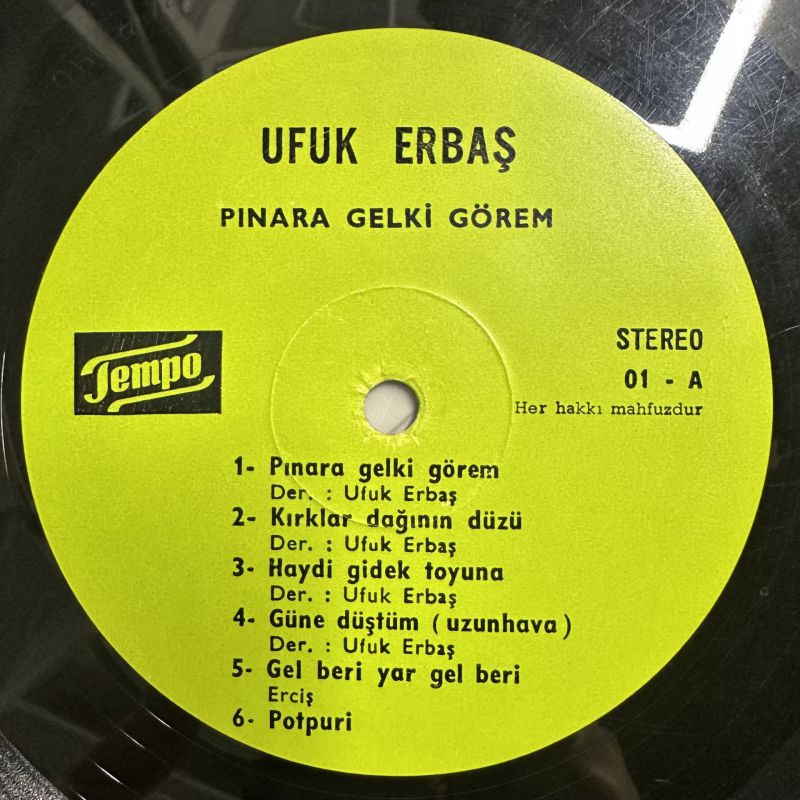 UFUK ERBAŞ
PINARA GELKİ GÖREM
Tempo
STEREO
01 - A
Her hakkı mahfuzdur
1- Pınara gelki görem
Der. : Ufuk Erbaş
2- Kırklar dağının düzü
Der. : Ufuk Erbaş
3- Haydi gidek toyuna
Der. : Ufuk Erbaş
4- Güne düştüm ( uzunhava )
Der. : Ufuk Erbaş
5- Gel beri yar gel beri
Erciş
6- Potpuri